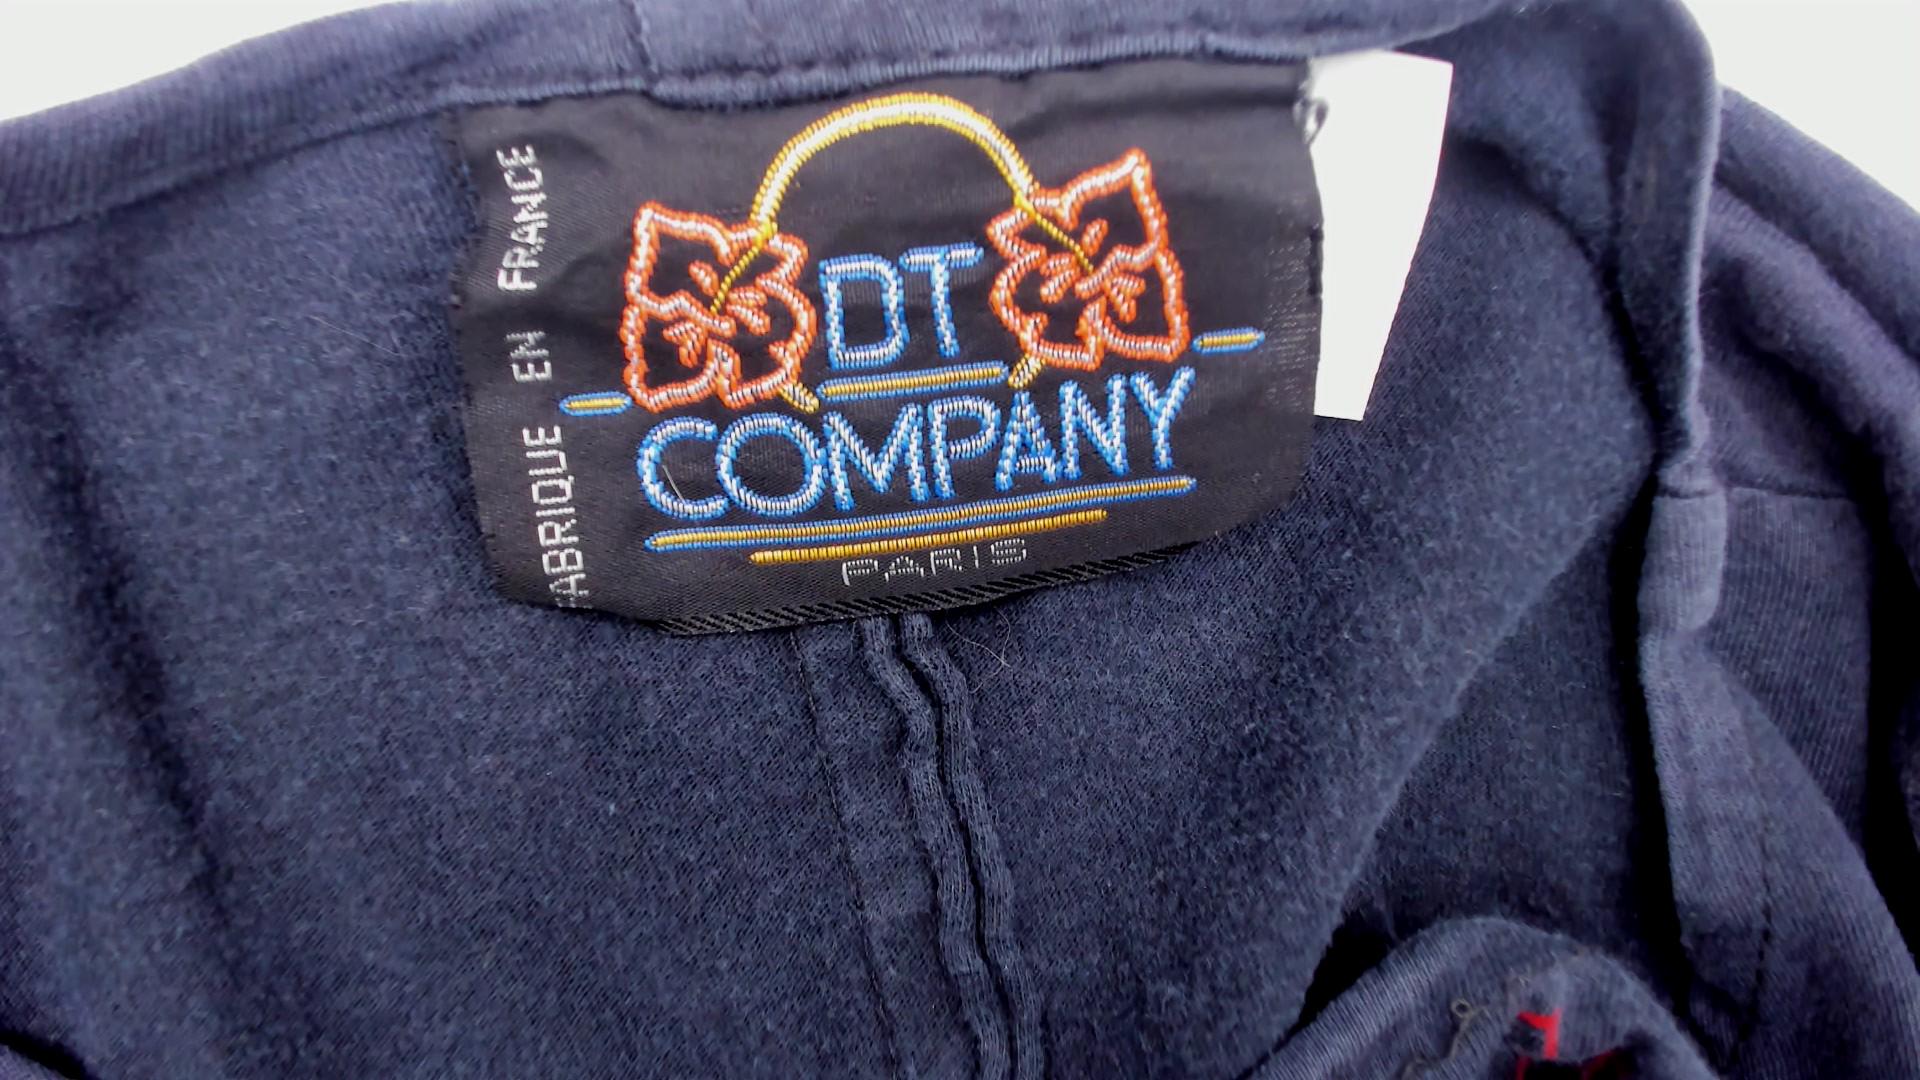 FABRIQUE EN FRANCE
DT
COMPANY
PARIS